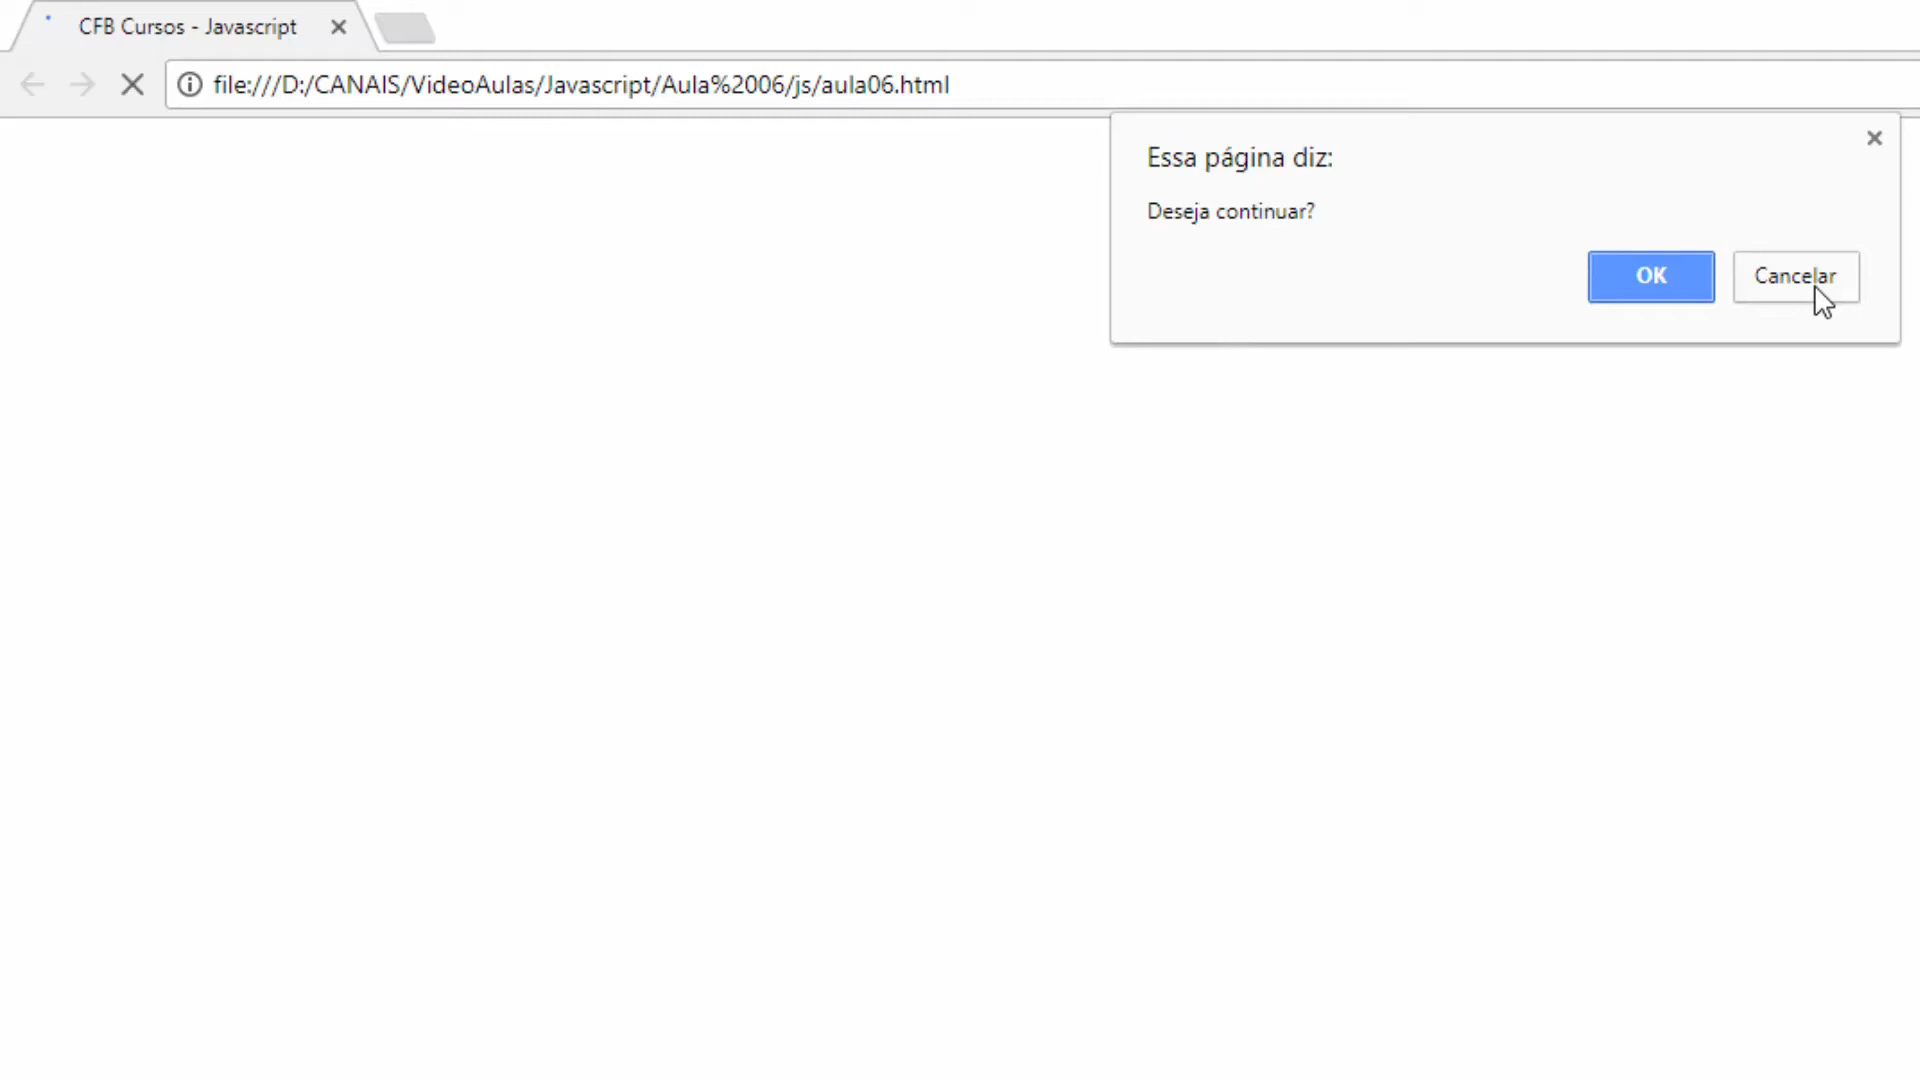 CFB Cursos - Javascript
file:///D:/CANAIS/VideoAulas/Javascript/Aula%2006/js/aula06.html
Essa página diz:
Deseja continuar?
OK Cancelar